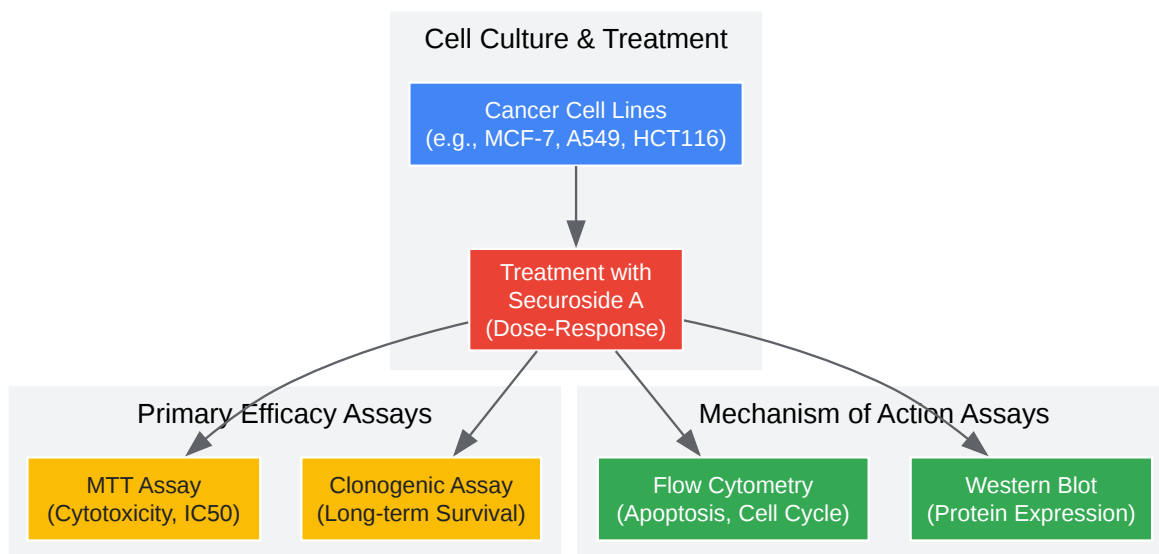 Cell Culture & Treatment
Cancer Cell Lines
(e.g., MCF-7, A549, HCT116)
Treatment with
Securoside A
(Dose-Response)
Primary Efficacy Assays
MTT Assay
(Cytotoxicity, IC50)
Clonogenic Assay
(Long-term Survival)
Mechanism of Action Assays
Flow Cytometry
(Apoptosis, Cell Cycle)
Western Blot
(Protein Expression)